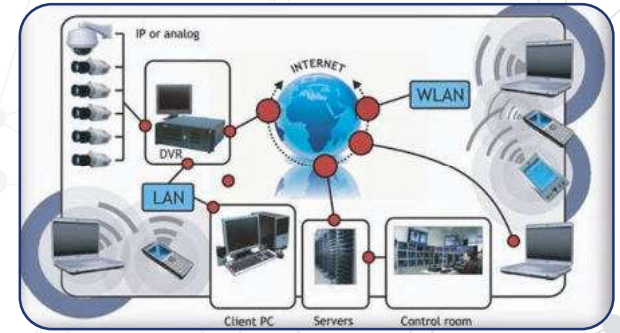 IP or analog
INTERNET
WLAN
DVR
LAN
Client PC
Servers
Control room